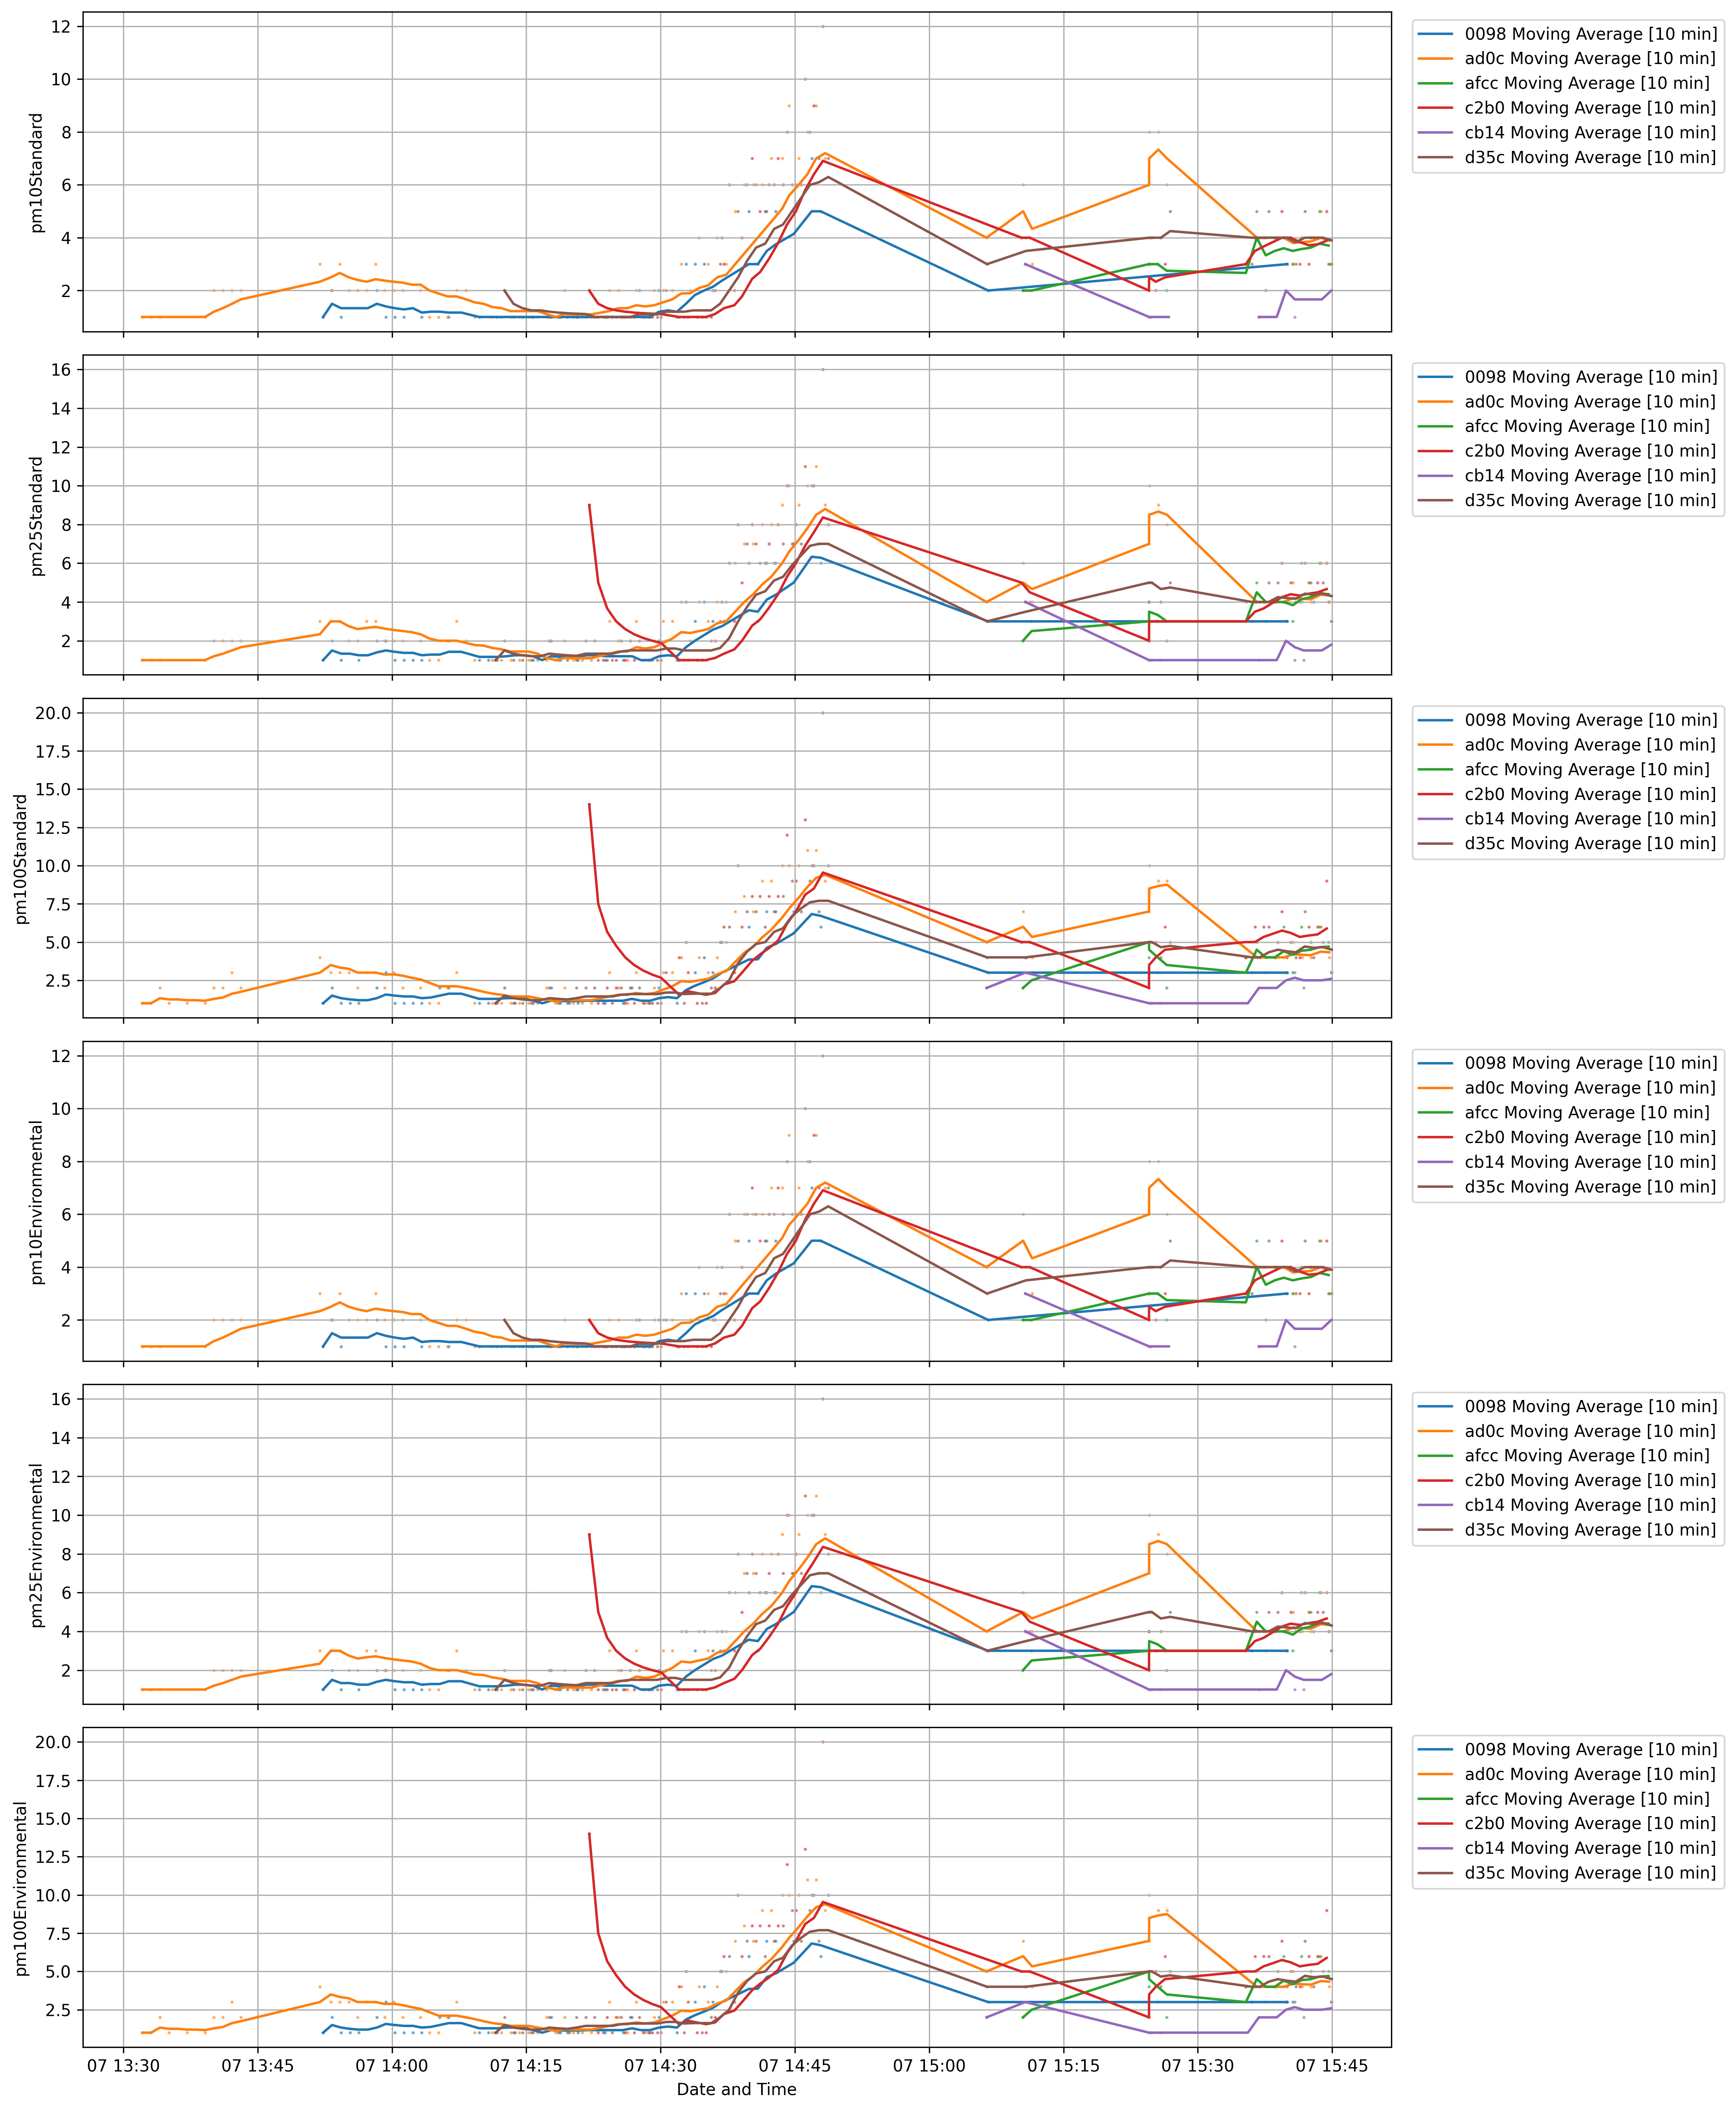 pm10Standard
12
10
8
6
4
2
0098 Moving Average [10 min]
ad0c Moving Average [10 min]
afcc Moving Average [10 min]
c2b0 Moving Average [10 min]
cb14 Moving Average [10 min]
d35c Moving Average [10 min]
pm25Standard
16
14
12
10
8
6
4
2
0098 Moving Average [10 min]
ad0c Moving Average [10 min]
afcc Moving Average [10 min]
c2b0 Moving Average [10 min]
cb14 Moving Average [10 min]
d35c Moving Average [10 min]
pm100Standard
20.0
17.5
15.0
12.5
10.0
7.5
5.0
2.5
0098 Moving Average [10 min]
ad0c Moving Average [10 min]
afcc Moving Average [10 min]
c2b0 Moving Average [10 min]
cb14 Moving Average [10 min]
d35c Moving Average [10 min]
pm10Environmental
12
10
8
6
4
2
0098 Moving Average [10 min]
ad0c Moving Average [10 min]
afcc Moving Average [10 min]
c2b0 Moving Average [10 min]
cb14 Moving Average [10 min]
d35c Moving Average [10 min]
pm25Environmental
16
14
12
10
8
6
4
2
0098 Moving Average [10 min]
ad0c Moving Average [10 min]
afcc Moving Average [10 min]
c2b0 Moving Average [10 min]
cb14 Moving Average [10 min]
d35c Moving Average [10 min]
pm100Environmental
20.0
17.5
15.0
12.5
10.0
7.5
5.0
2.5
0098 Moving Average [10 min]
ad0c Moving Average [10 min]
afcc Moving Average [10 min]
c2b0 Moving Average [10 min]
cb14 Moving Average [10 min]
d35c Moving Average [10 min]
07 13:30 07 13:45 07 14:00 07 14:15 07 14:30 07 14:45 07 15:00 07 15:15 07 15:30 07 15:45
Date and Time